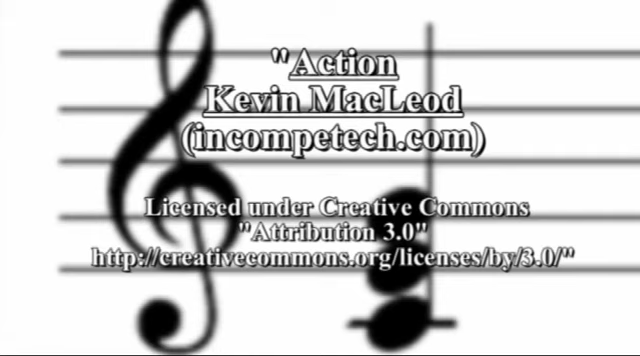 "Action
Kevin MacLeod
(incompetech.com)
Licensed under Creative Commons
"Attribution 3.0"
http://creativecommons.org/licenses/by/3.0/"